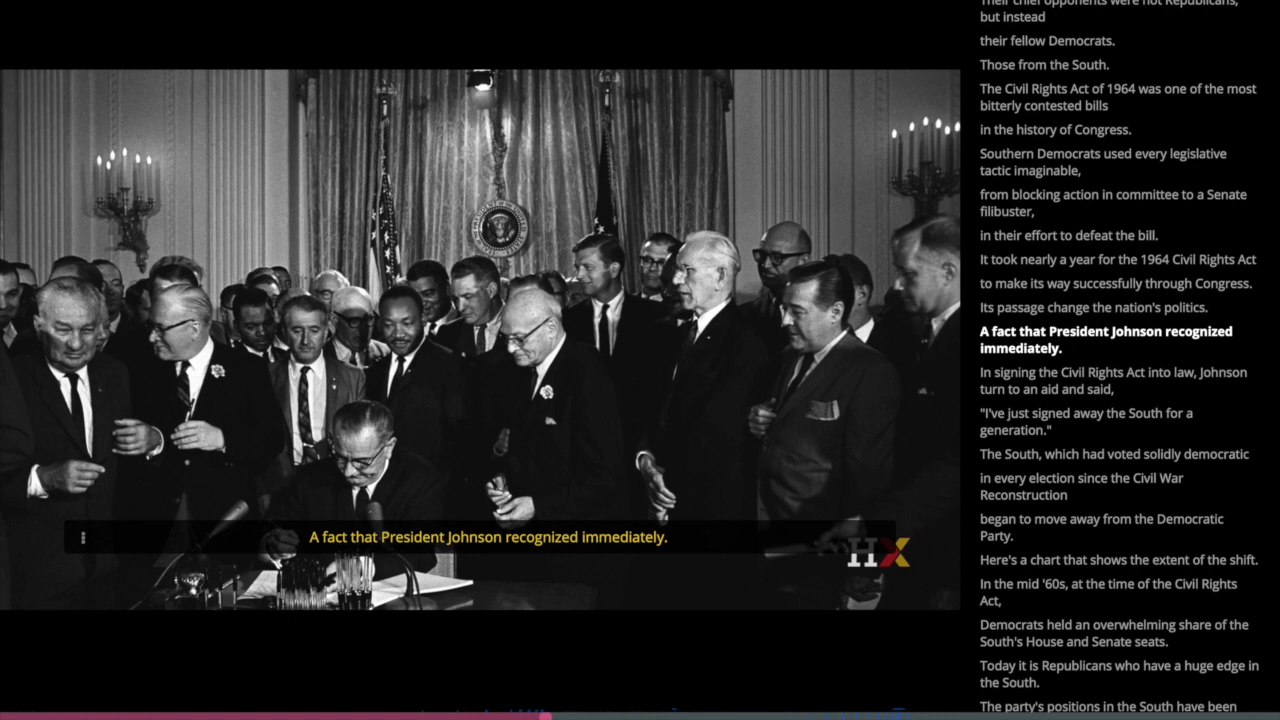 Their chief opponents were not Republicans,
but instead
their fellow Democrats.
Those from the South.
The Civil Rights Act of 1964 was one of the most
bitterly contested bills
in the history of Congress.
Southern Democrats used every legislative
tactic imaginable,
from blocking action in committee to a Senate
filibuster,
in their effort to defeat the bill.
It took nearly a year for the 1964 Civil Rights Act
to make its way successfully through Congress.
Its passage change the nation's politics.
A fact that President Johnson recognized
immediately.
In signing the Civil Rights Act into law, Johnson
turn to an aid and said,
"I've just signed away the South for a
generation."
The South, which had voted solidly democratic
in every election since the Civil War
Reconstruction
began to move away from the Democratic
Party.
Here's a chart that shows the extent of the shift.
In the mid '60s, at the time of the Civil Rights
Act,
Democrats held an overwhelming share of the
South's House and Senate seats.
Today it is Republicans who have a huge edge in
the South.
The party's positions in the South have been
A fact that President Johnson recognized immediately.
HX